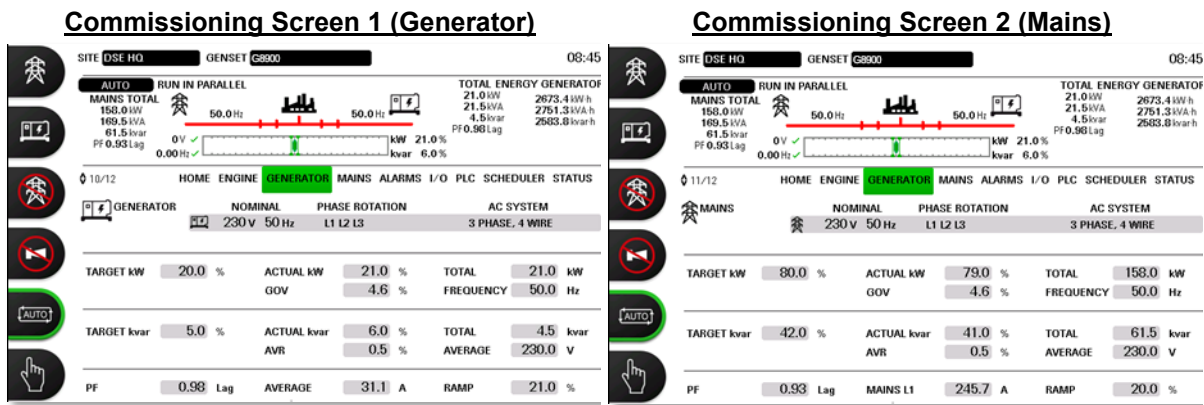 Commissioning Screen 1 (Generator)
SITE DSE HQ GENSET G8900 08:45
AUTO RUN IN PARALLEL TOTAL ENERGY GENERATOR
MAINS TOTAL 21.0 kW 2673.4 kW·h
158.0 kW 21.5 kVA 2751.3 kVA·h
169.5 kVA 50.0 Hz 50.0 Hz 4.5 kvar 2583.8 kvar·h
61.5 kvar PF 0.98 Lag
PF 0.93 Lag 0 V kW 21.0 %
0.00 Hz kvar 6.0 %
10/12 HOME ENGINE GENERATOR MAINS ALARMS I/O PLC SCHEDULER STATUS
GENERATOR NOMINAL PHASE ROTATION AC SYSTEM
230 V 50 Hz L1 L2 L3 3 PHASE, 4 WIRE
TARGET kW 20.0 % ACTUAL kW 21.0 % TOTAL 21.0 kW
GOV 4.6 % FREQUENCY 50.0 Hz
TARGET kvar 5.0 % ACTUAL kvar 6.0 % TOTAL 4.5 kvar
AVR 0.5 % AVERAGE 230.0 V
PF 0.98 Lag AVERAGE 31.1 A RAMP 21.0 %
AUTO
Commissioning Screen 2 (Mains)
SITE DSE HQ GENSET G8900 08:45
AUTO RUN IN PARALLEL TOTAL ENERGY GENERATOR
MAINS TOTAL 21.0 kW 2673.4 kW·h
158.0 kW 21.5 kVA 2751.3 kVA·h
169.5 kVA 50.0 Hz 50.0 Hz 4.5 kvar 2583.8 kvar·h
61.5 kvar PF 0.98 Lag
PF 0.93 Lag 0 V kW 21.0 %
0.00 Hz kvar 6.0 %
11/12 HOME ENGINE GENERATOR MAINS ALARMS I/O PLC SCHEDULER STATUS
MAINS NOMINAL PHASE ROTATION AC SYSTEM
230 V 50 Hz L1 L2 L3 3 PHASE, 4 WIRE
TARGET kW 80.0 % ACTUAL kW 79.0 % TOTAL 158.0 kW
GOV 4.6 % FREQUENCY 50.0 Hz
TARGET kvar 42.0 % ACTUAL kvar 41.0 % TOTAL 61.5 kvar
AVR 0.5 % AVERAGE 230.0 V
PF 0.93 Lag MAINS L1 245.7 A RAMP 20.0 %
AUTO